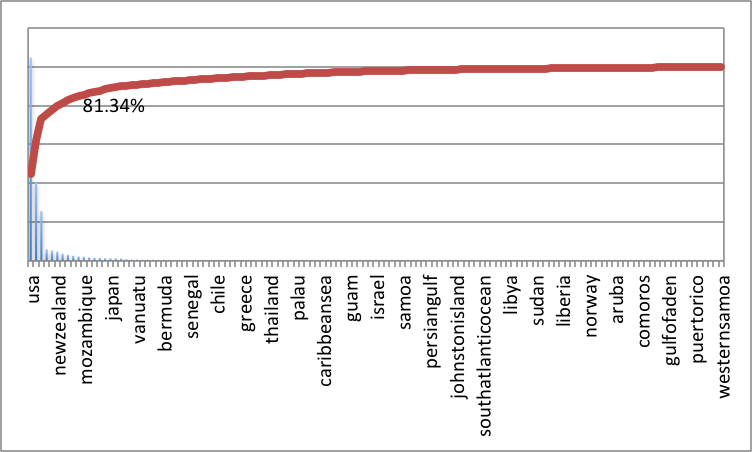 81.34%
usa
newzealand
mozambique
japan
vanuatu
bermuda
senegal
chile
greece
thailand
palau
caribbeansea
guam
israel
samoa
persiangulf
johnstonisland
southatlanticocean
libya
sudan
liberia
norway
aruba
comoros
gulfofaden
puertorico
westernsamoa